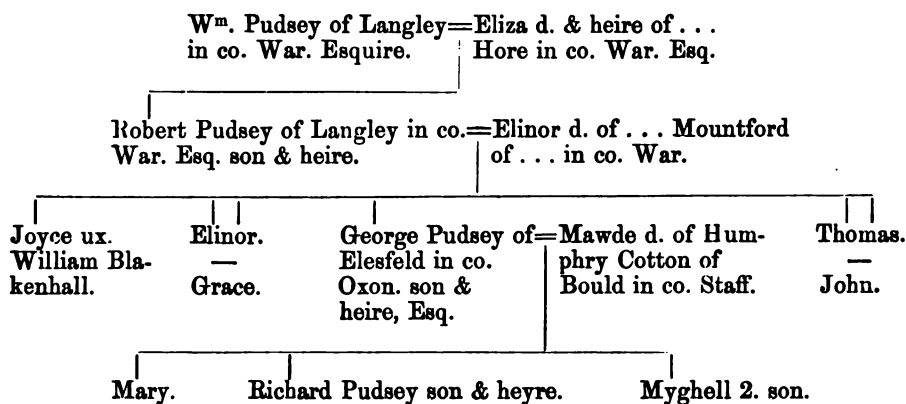 Wm. Pudsey of Langley=Eliza d. & heire of . . .
in co. War. Esquire. Hore in co. War. Esq.
Robert Pudsey of Langley in co.=Elinor d. of . . . Mountford
War. Esq. son & heire. of . . . in co. War.
Joyce ux. Elinor. George Pudsey of=Mawde d. of Hum- Thomas.
William Bla- — Elesfeld in co. phry Cotton of —
kenhall. Grace. Oxon. son & Bould in co. Staff. John.
heire, Esq.
Mary. Richard Pudsey son & heyre. Myghell 2. son.